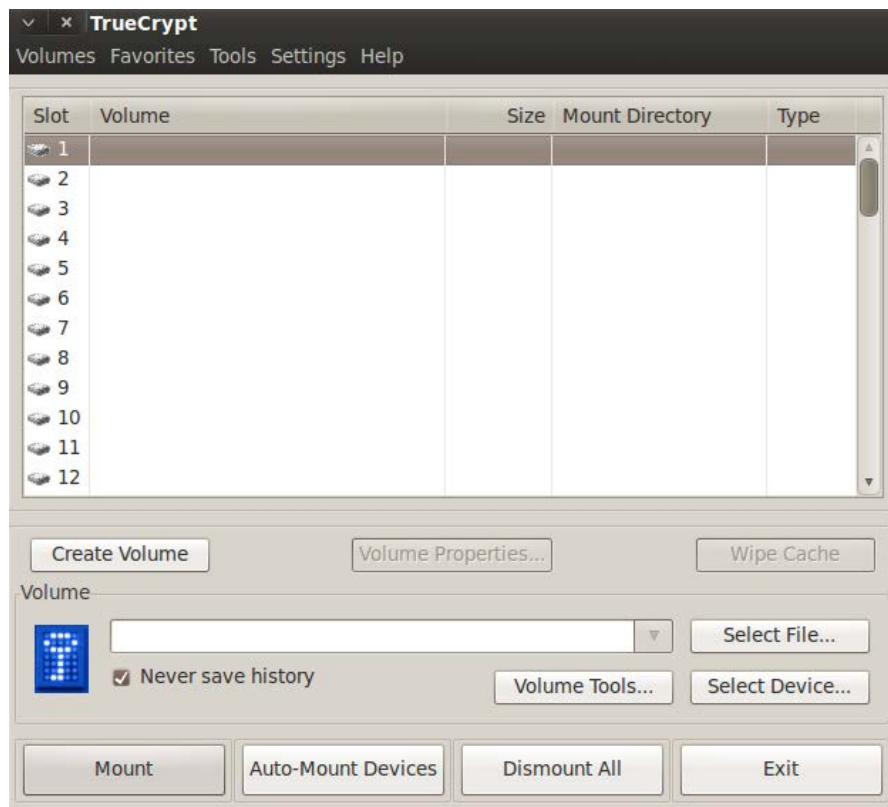 TrueCrypt
Volumes Favorites Tools Settings Help
Slot Volume Size Mount Directory Type
1
2
3
4
5
6
7
8
9
10
11
12
Create Volume Volume Properties... Wipe Cache
Volume
Select File...
Never save history Volume Tools... Select Device...
Mount Auto-Mount Devices Dismount All Exit